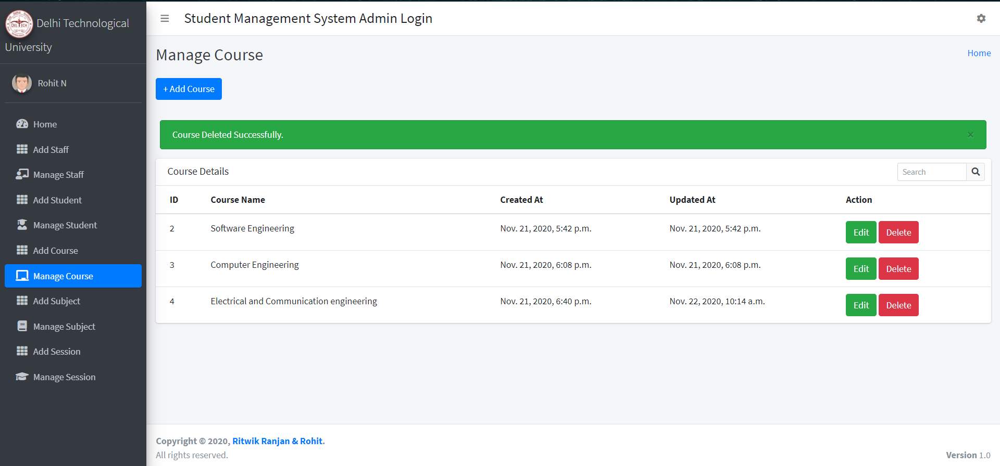 Delhi Technological
University
Rohit N
Home
Add Staff
Manage Staff
Add Student
Manage Student
Add Course
Manage Course
Add Subject
Manage Subject
Add Session
Manage Session
Student Management System Admin Login
Manage Course
Home
+ Add Course
Course Deleted Successfully.
×
Course Details
Search
ID Course Name Created At Updated At Action
2 Software Engineering Nov. 21, 2020, 5:42 p.m. Nov. 21, 2020, 5:42 p.m. Edit Delete
3 Computer Engineering Nov. 21, 2020, 6:08 p.m. Nov. 21, 2020, 6:08 p.m. Edit Delete
4 Electrical and Communication engineering Nov. 21, 2020, 6:40 p.m. Nov. 22, 2020, 10:14 a.m. Edit Delete
Copyright © 2020, Ritwik Ranjan & Rohit.
All rights reserved.
Version 1.0